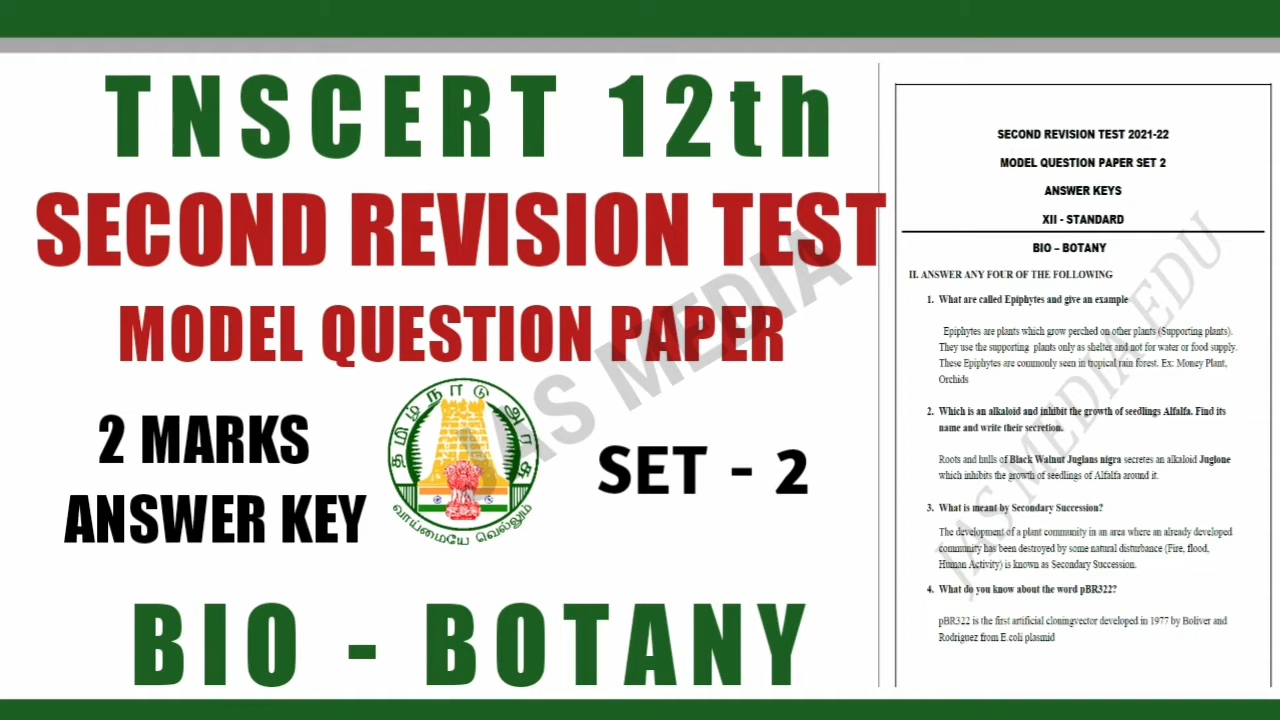 TNSCERT 12th
SECOND REVISION TEST
MODEL QUESTION PAPER
2 MARKS
ANSWER KEY
தமிழ்நாடு அரசு
வாய்மையே வெல்லும்
SET - 2
BIO - BOTANY
JAS MEDIA
SECOND REVISION TEST 2021-22
MODEL QUESTION PAPER SET 2
ANSWER KEYS
XII - STANDARD
BIO – BOTANY
II. ANSWER ANY FOUR OF THE FOLLOWING
1. What are called Epiphytes and give an example
Epiphytes are plants which grow perched on other plants (Supporting plants).
They use the supporting plants only as shelter and not for water or food supply.
These Epiphytes are commonly seen in tropical rain forest. Ex: Money Plant,
Orchids
2. Which is an alkaloid and inhibit the growth of seedlings Alfalfa. Find its
name and write their secretion.
Roots and hulls of Black Walnut Juglans nigra secretes an alkaloid Juglone
which inhibits the growth of seedlings of Alfalfa around it.
3. What is meant by Secondary Succession?
The development of a plant community in an area where an already developed
community has been destroyed by some natural disturbance (Fire, flood,
Human Activity) is known as Secondary Succession.
4. What do you know about the word pBR322?
pBR322 is the first artificial cloningvector developed in 1977 by Boliver and
Rodriguez from E.coli plasmid
JAS MEDIA EDU